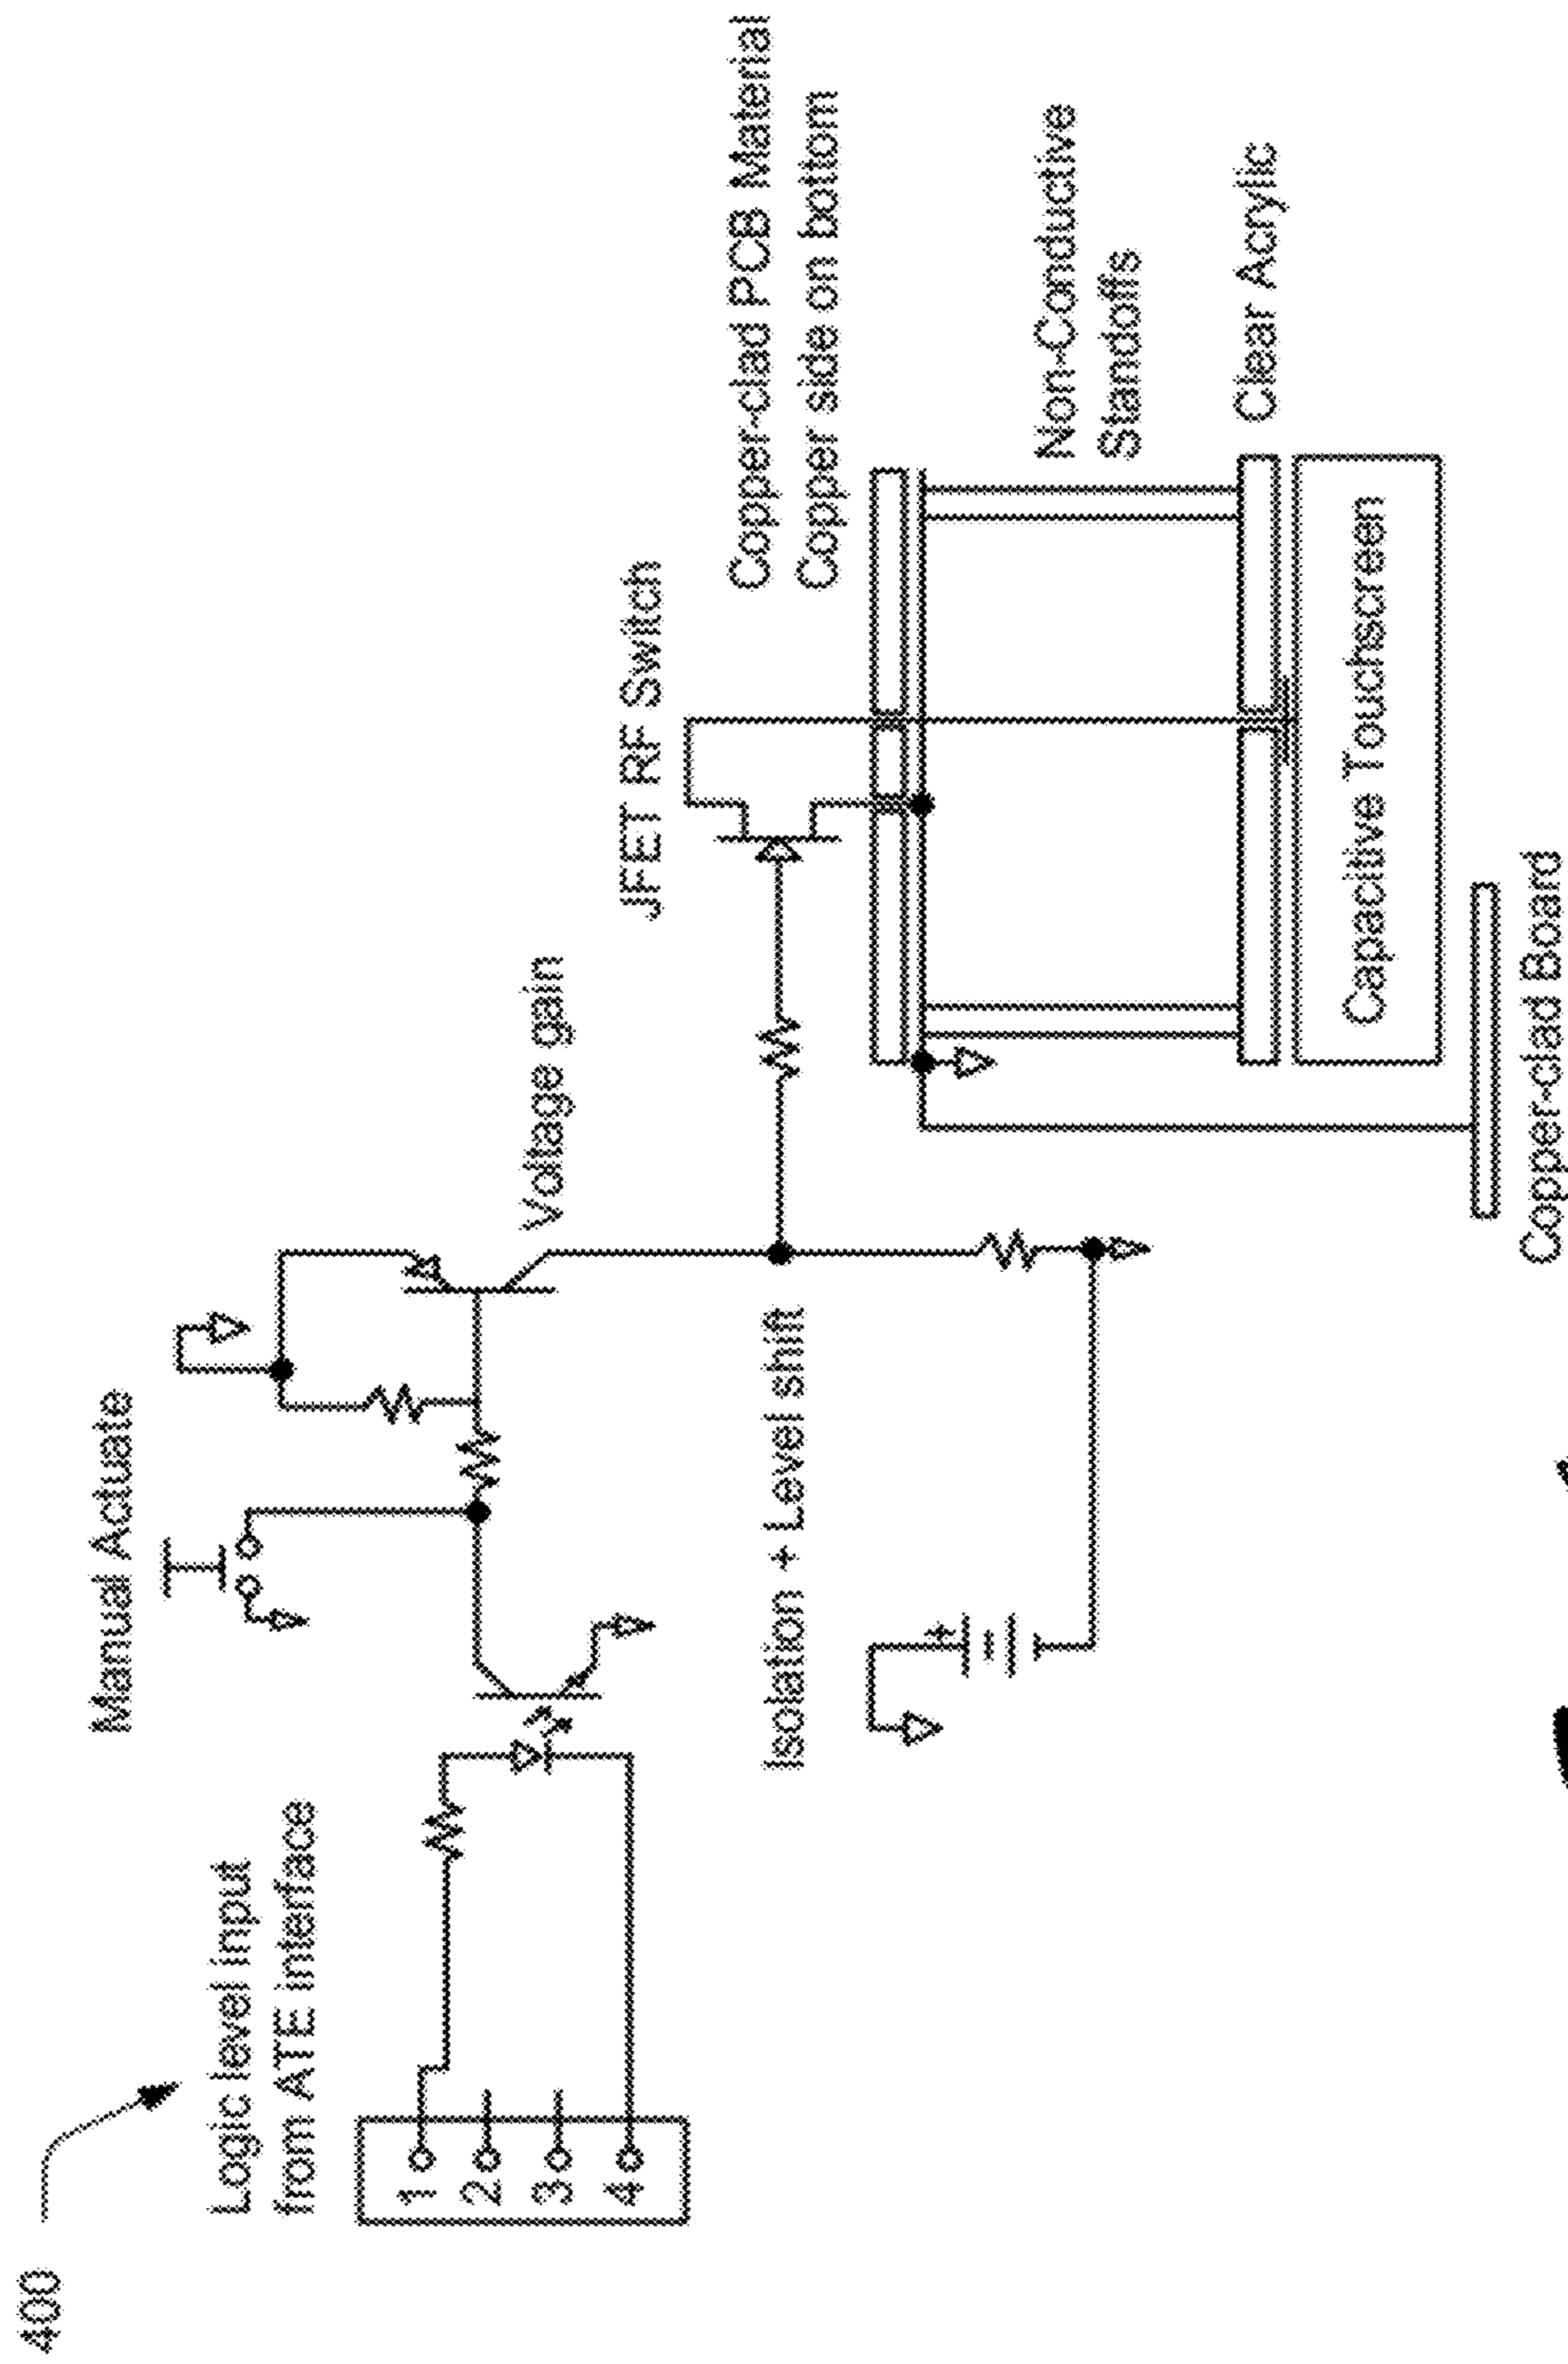 400
Logic level input
from ATE interface
1
2
3
4
Manual Actuate
Isolation + Level shift
+
Voltage gain
JFET RF Switch
Copper-clad PCB Material
Copper side on bottom
Non-Conductive
Standoffs
Clear Acrylic
Capacitive Touchscreen
Copper-clad Board